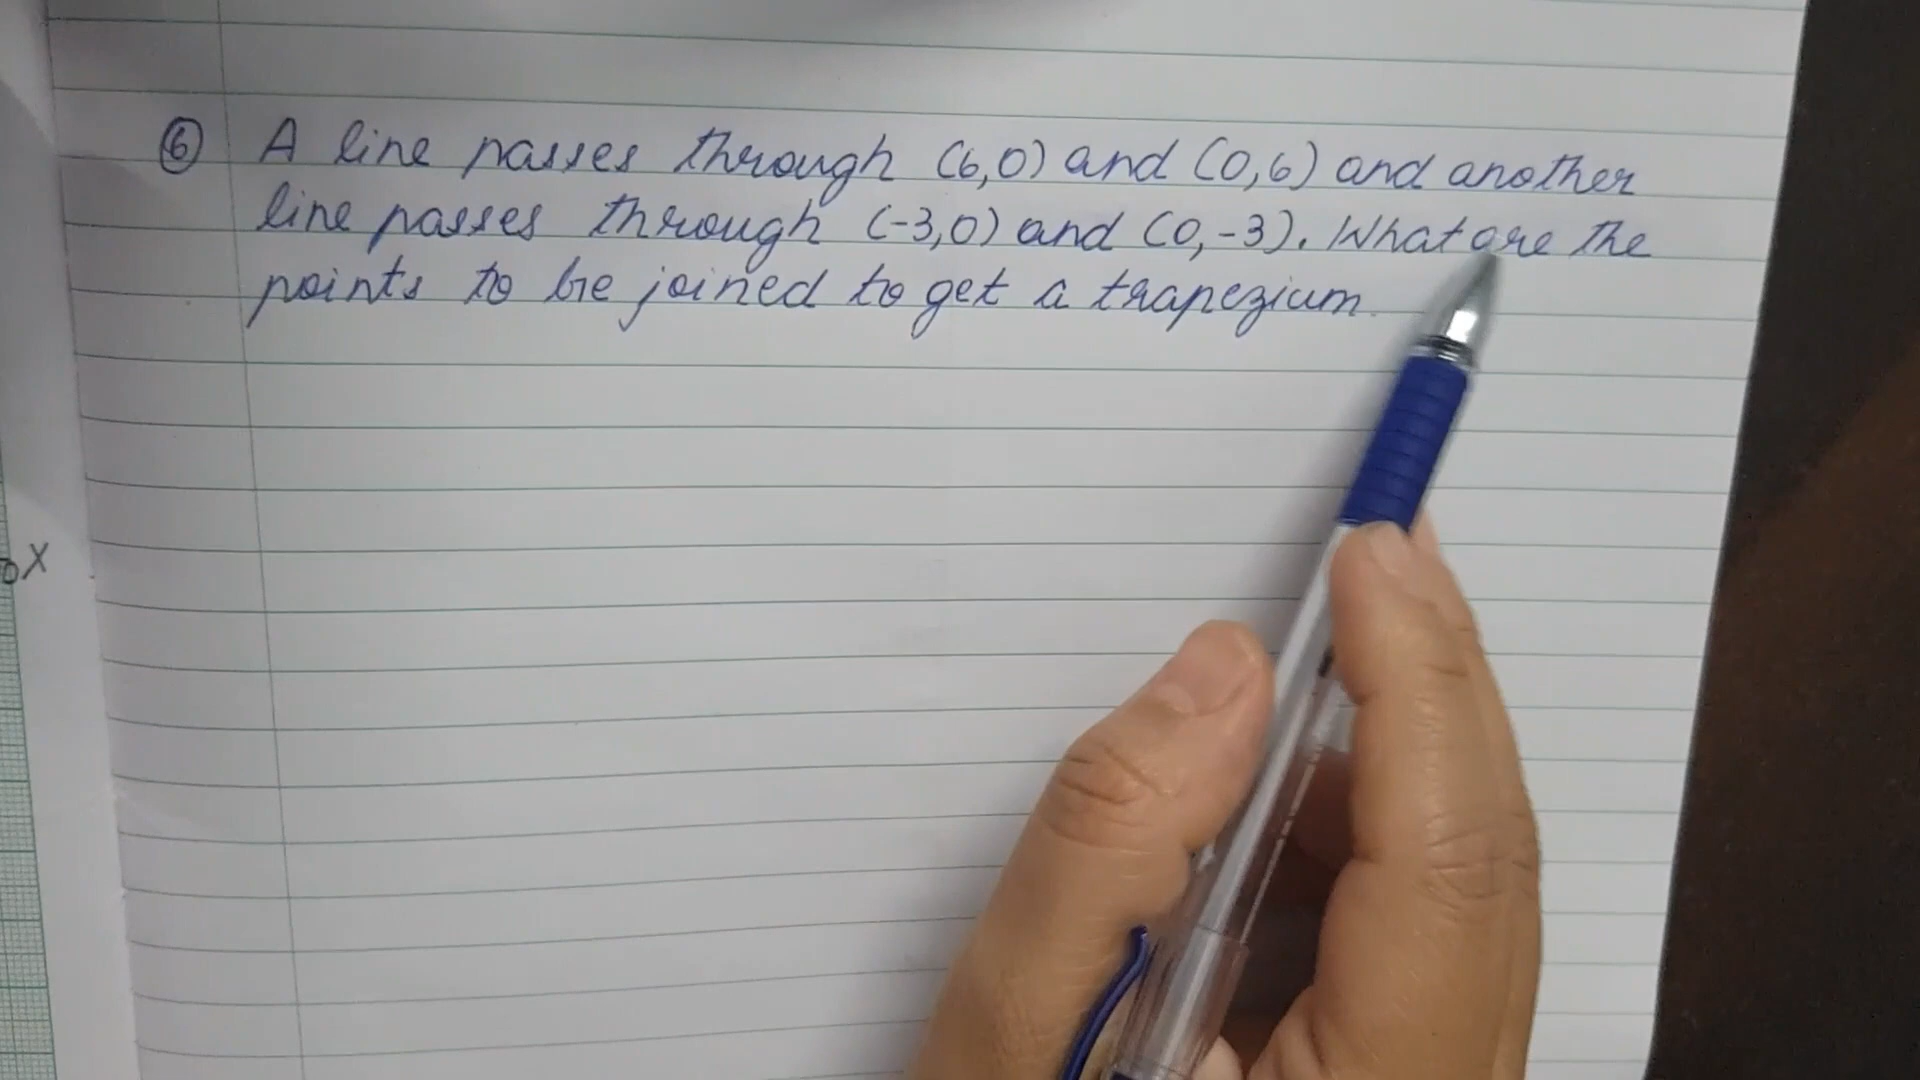 ⑥ A line passes through (6,0) and (0,6) and another
line passes through (-3,0) and (0,-3). What are the
points to be joined to get a trapezium.
X